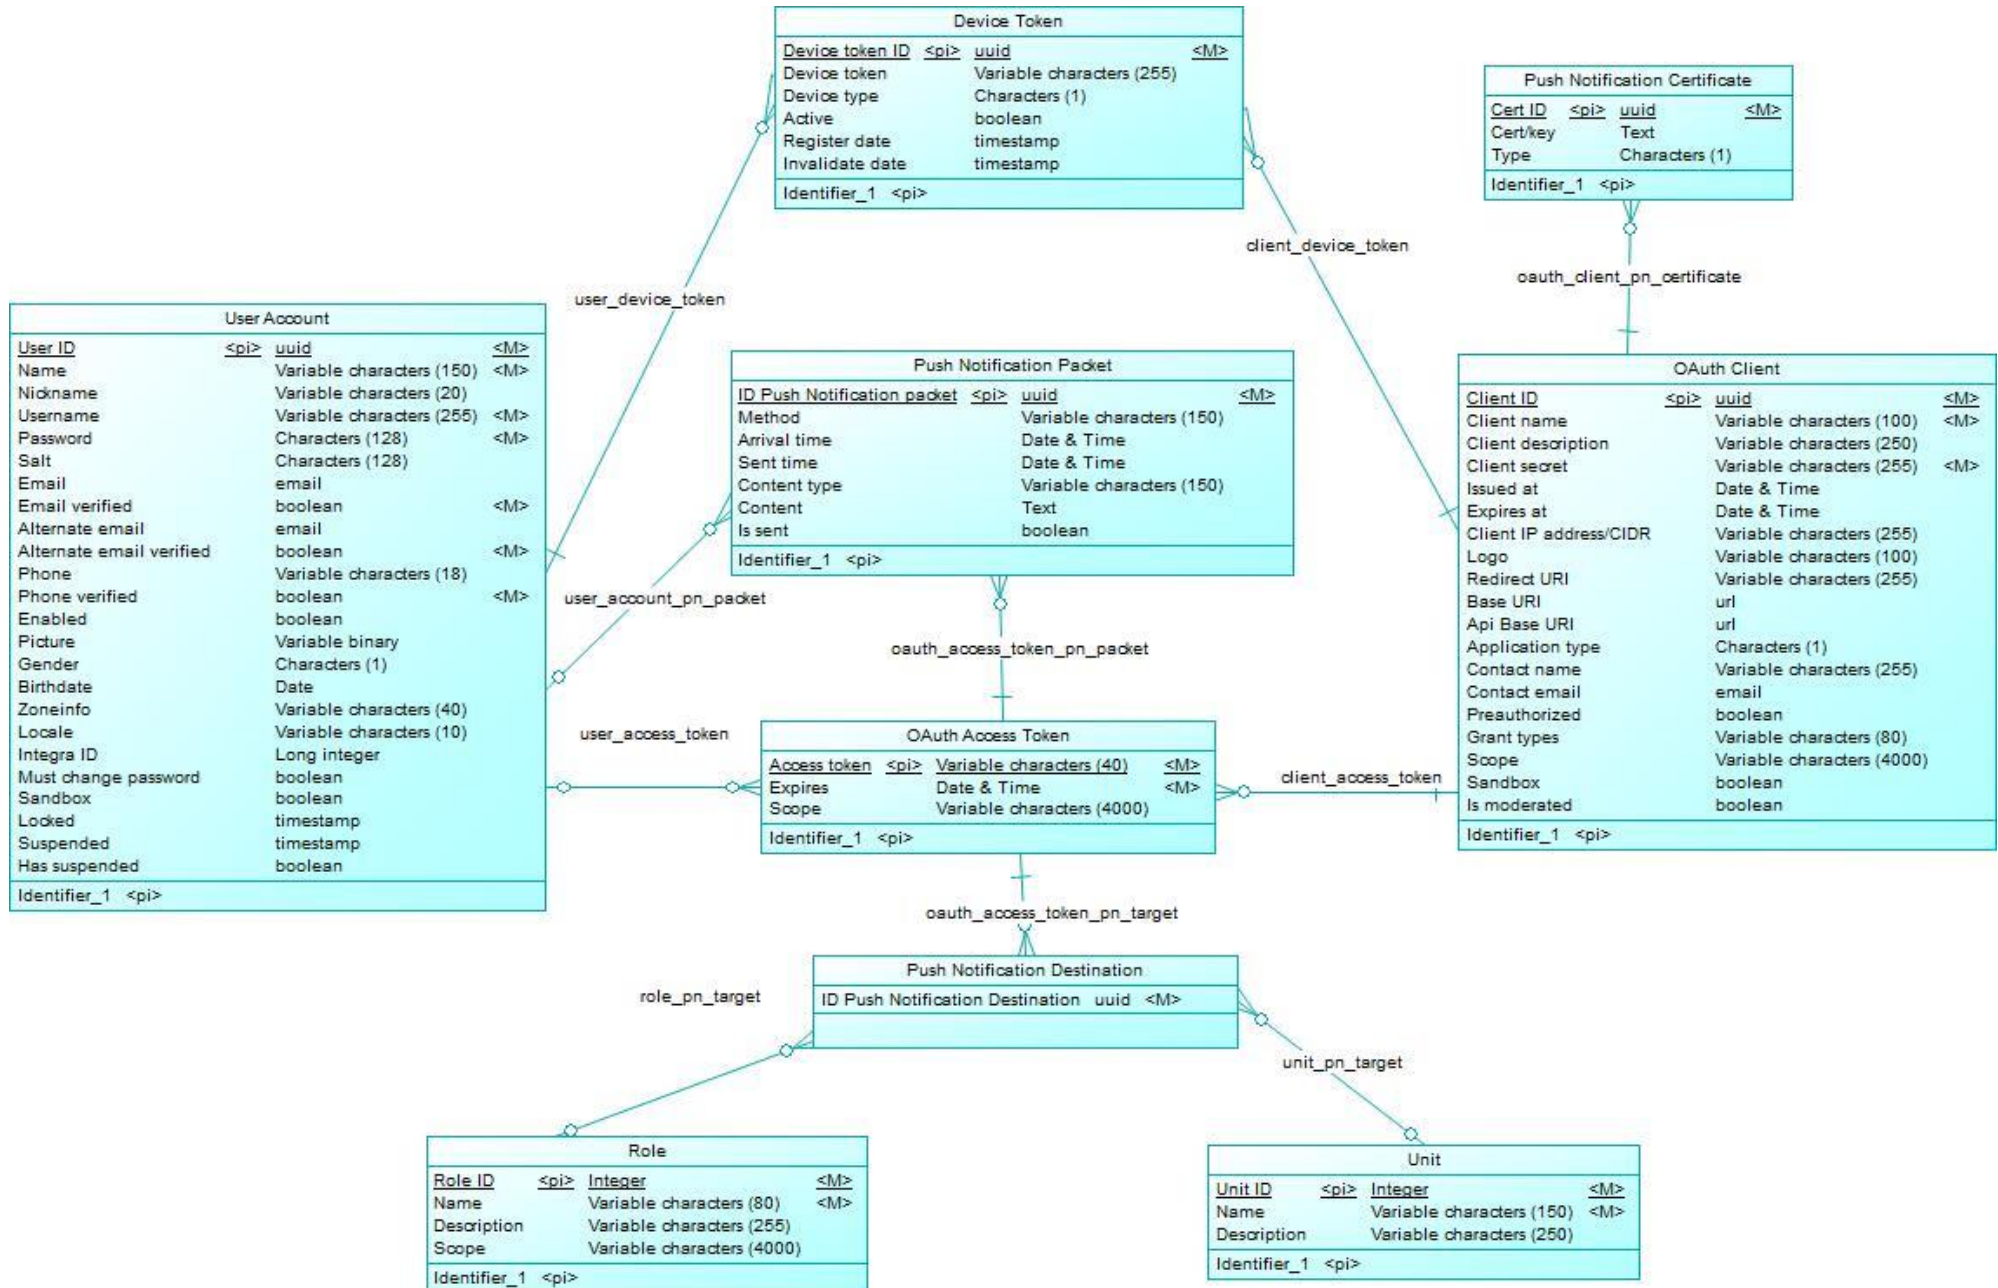 Device Token
Device token ID <pi> uuid <M>
Device token Variable characters (255)
Device type Characters (1)
Active boolean
Register date timestamp
Invalidate date timestamp
Identifier_1 <pi>
Push Notification Certificate
Cert ID <pi> uuid <M>
Cert/key Text
Type Characters (1)
Identifier_1 <pi>
client_device_token
oauth_client_pn_certificate
user_device_token
User Account
User ID <pi> uuid <M>
Name Variable characters (150) <M>
Nickname Variable characters (20)
Username Variable characters (255) <M>
Password Characters (128) <M>
Salt Characters (128)
Email email
Email verified boolean <M>
Alternate email email
Alternate email verified boolean <M>
Phone Variable characters (18)
Phone verified boolean <M>
Enabled boolean
Picture Variable binary
Gender Characters (1)
Birthdate Date
Zoneinfo Variable characters (40)
Locale Variable characters (10)
Integra ID Long integer
Must change password boolean
Sandbox boolean
Locked timestamp
Suspended timestamp
Has suspended boolean
Identifier_1 <pi>
Push Notification Packet
ID Push Notification packet <pi> uuid <M>
Method Variable characters (150)
Arrival time Date & Time
Sent time Date & Time
Content type Variable characters (150)
Content Text
Is sent boolean
Identifier_1 <pi>
OAuth Client
Client ID <pi> uuid <M>
Client name Variable characters (100) <M>
Client description Variable characters (250)
Client secret Variable characters (255) <M>
Issued at Date & Time
Expires at Date & Time
Client IP address/CIDR Variable characters (255)
Logo Variable characters (100)
Redirect URI Variable characters (255)
Base URI url
Api Base URI url
Application type Characters (1)
Contact name Variable characters (255)
Contact email email
Preauthorized boolean
Grant types Variable characters (80)
Scope Variable characters (4000)
Sandbox boolean
Is moderated boolean
Identifier_1 <pi>
user_account_pn_packet
oauth_access_token_pn_packet
user_access_token
OAuth Access Token
Access token <pi> Variable characters (40) <M>
Expires Date & Time <M>
Scope Variable characters (4000)
Identifier_1 <pi>
client_access_token
oauth_access_token_pn_target
Push Notification Destination
ID Push Notification Destination uuid <M>
role_pn_target
unit_pn_target
Role
Role ID <pi> Integer <M>
Name Variable characters (80) <M>
Description Variable characters (255)
Scope Variable characters (4000)
Identifier_1 <pi>
Unit
Unit ID <pi> Integer <M>
Name Variable characters (150) <M>
Description Variable characters (250)
Identifier_1 <pi>